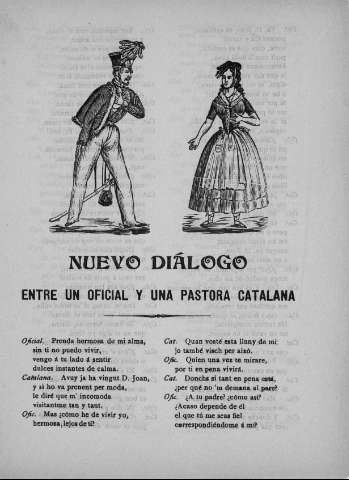 NUEVO DIÁLOGO
ENTRE UN OFICIAL Y UNA PASTORA CATALANA
Oficial. Prenda hermosa de mi alma,
sin ti no puedo vivir,
vengo á tu lado á sentir
dulces instantes de calma.
Catalana. Avuy ja ha vingut D. Joan,
y si ho va prenent per moda,
le diré que m' incomoda
visitantme tan y tant.
Ofic. Mas ¿cómo he de vivir yo,
hermosa, lejos de ti?
Cat. Quan vosté esta lluny de mi
jo també visch per aixó.
Ofic. Quien una vez te mirare,
por ti en pena vivirá.
Cat. Donchs si tant en pena está,
¿per qué no 'm demana al pare?
Ofic. ¿A tu padre? ¿cómo así?
¿Acaso depende de él
el que tú me seas fiel
correspondiéndome á mi?